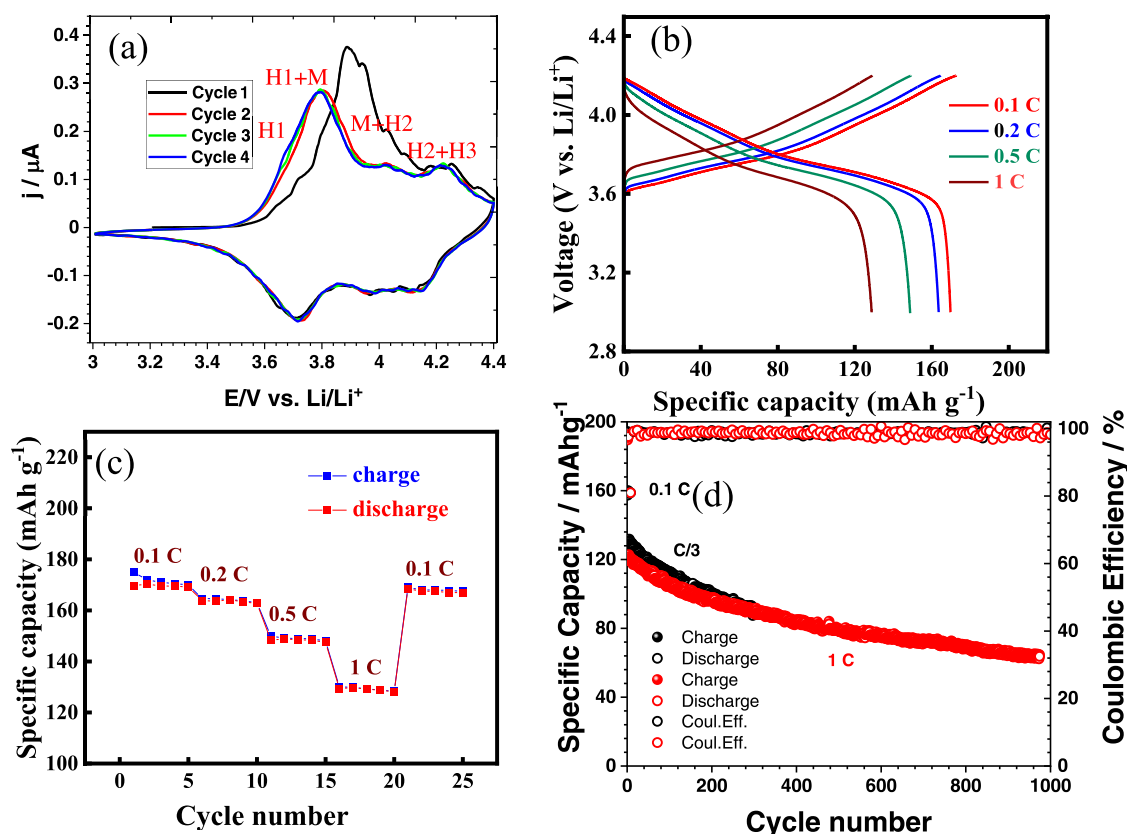 (a)
0.4
0.3
0.2
0.1
0
-0.1
-0.2
j / µA
Cycle 1
Cycle 2
Cycle 3
Cycle 4
H1+M
H1
M+H2
H2+H3
3
3.2
3.4
3.6
3.8
4
4.2
4.4
E/V vs. Li/Li⁺
(b)
4.4
4.0
3.6
3.2
2.8
Voltage (V vs. Li/Li⁺)
0.1 C
0.2 C
0.5 C
1 C
0
40
80
120
160
200
Specific capacity (mAh g⁻¹)
(c)
220
200
180
160
140
120
100
Specific capacity (mAh g⁻¹)
charge
discharge
0.1 C
0.2 C
0.5 C
1 C
0.1 C
0
5
10
15
20
25
Cycle number
(d)
200
160
120
80
40
0
Specific Capacity / mAhg⁻¹
0.1 C
C/3
1 C
Charge
Discharge
Charge
Discharge
Coul.Eff.
Coul.Eff.
100
80
60
40
20
0
Coulombic Efficiency / %
0
200
400
600
800
1000
Cycle number